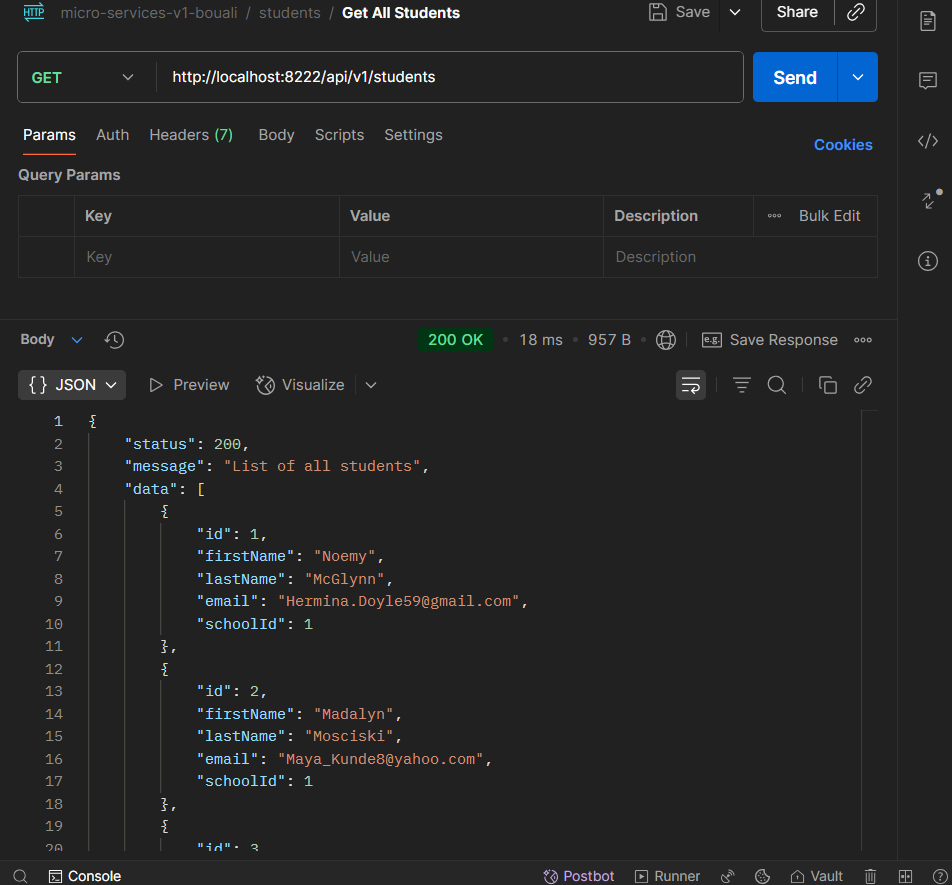 HTTP micro-services-v1-bouali / students / Get All Students Save Share
GET http://localhost:8222/api/v1/students Send
Params Auth Headers (7) Body Scripts Settings Cookies
Query Params
Key Value Description Bulk Edit
Key Value Description
Body 200 OK 18 ms 957 B e.g. Save Response
{} JSON Preview Visualize
1 {
2 "status": 200,
3 "message": "List of all students",
4 "data": [
5 {
6 "id": 1,
7 "firstName": "Noemy",
8 "lastName": "McGlynn",
9 "email": "Hermina.Doyle59@gmail.com",
10 "schoolId": 1
11 },
12 {
13 "id": 2,
14 "firstName": "Madalyn",
15 "lastName": "Mosciski",
16 "email": "Maya_Kunde8@yahoo.com",
17 "schoolId": 1
18 },
19 {
20 "id": 3
Console Postbot Runner Vault